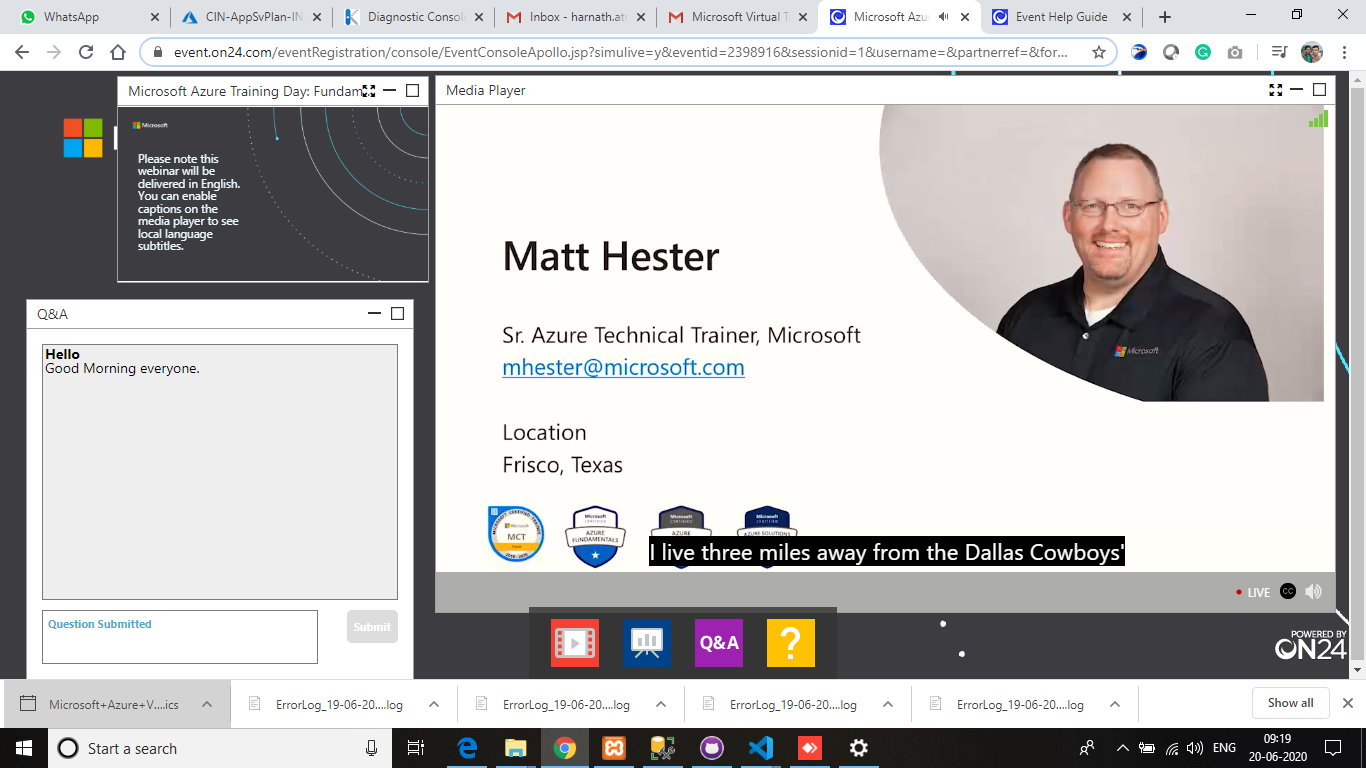 WhatsApp
CIN-AppSvPlan-IN
Diagnostic Consol
Inbox - harnath.at
Microsoft Virtual T
Microsoft Azu
Event Help Guide
event.on24.com/eventRegistration/console/EventConsoleApollo.jsp?simulive=y&eventid=2398916&sessionid=1&username=&partnerref=&for...
Microsoft Azure Training Day: Fundam
Microsoft
Please note this
webinar will be
delivered in English.
You can enable
captions on the
media player to see
local language
subtitles.
Q&A
Hello
Good Morning everyone.
Question Submitted
Submit
Media Player
Matt Hester
Sr. Azure Technical Trainer, Microsoft
mhester@microsoft.com
Location
Frisco, Texas
Microsoft
MICROSOFT CERTIFIED TRAINER
Microsoft
MCT
2019 - 2020
Microsoft
CERTIFIED
AZURE
FUNDAMENTALS
Microsoft
CERTIFIED
AZURE
Microsoft
CERTIFIED
AZURE SOLUTIONS
I live three miles away from the Dallas Cowboys'
LIVE
CC
Q&A
?
POWERED BY
ON24
Microsoft+Azure+V....ics
ErrorLog_19-06-20....log
ErrorLog_19-06-20....log
ErrorLog_19-06-20....log
ErrorLog_19-06-20....log
Show all
Start a search
ENG
09:19
20-06-2020